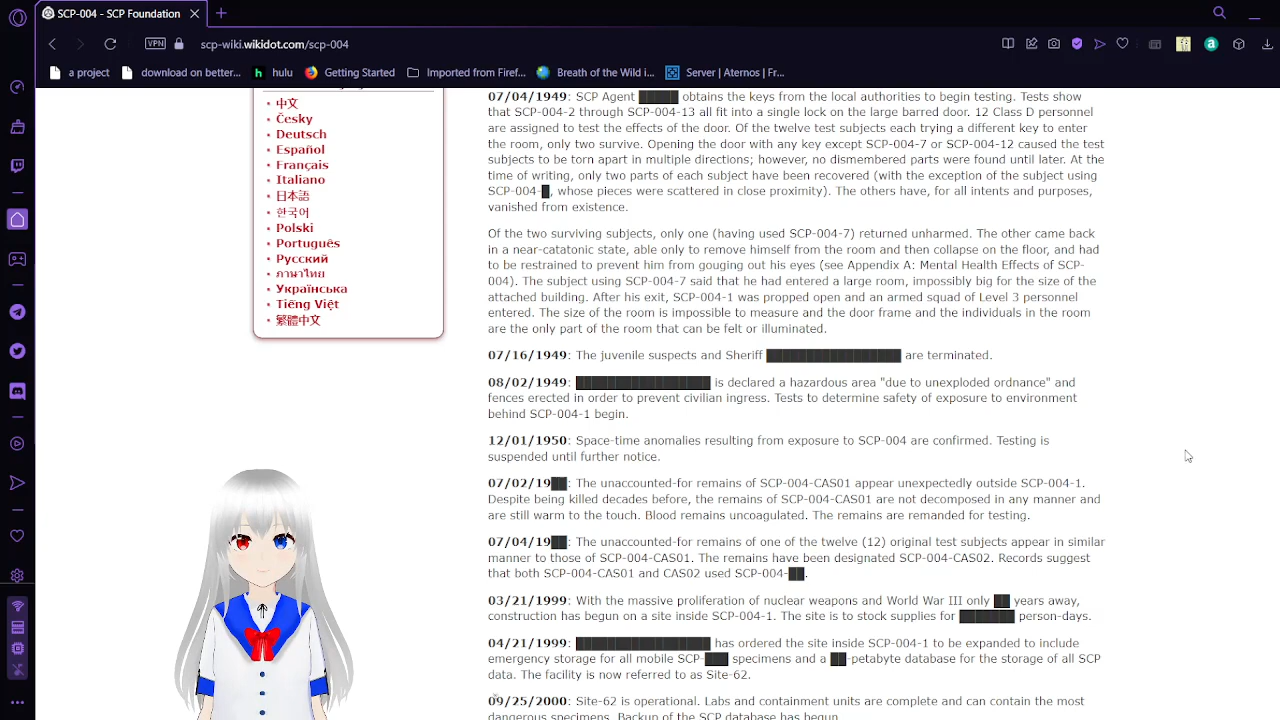 SCP-004 - SCP Foundation
VPN
scp-wiki.wikidot.com/scp-004
a project
download on better...
hulu
Getting Started
Imported from Firef...
Breath of the Wild i...
Server | Aternos | Fr...
中文
Česky
Deutsch
Español
Français
Italiano
日本語
한국어
Polski
Português
Русский
ภาษาไทย
Українська
Tiếng Việt
繁體中文
07/04/1949: SCP Agent █████ obtains the keys from the local authorities to begin testing. Tests show
that SCP-004-2 through SCP-004-13 all fit into a single lock on the large barred door. 12 Class D personnel
are assigned to test the effects of the door. Of the twelve test subjects each trying a different key to enter
the room, only two survive. Opening the door with any key except SCP-004-7 or SCP-004-12 caused the test
subjects to be torn apart in multiple directions; however, no dismembered parts were found until later. At the
time of writing, only two parts of each subject have been recovered (with the exception of the subject using
SCP-004-█, whose pieces were scattered in close proximity). The others have, for all intents and purposes,
vanished from existence.
Of the two surviving subjects, only one (having used SCP-004-7) returned unharmed. The other came back
in a near-catatonic state, able only to remove himself from the room and then collapse on the floor, and had
to be restrained to prevent him from gouging out his eyes (see Appendix A: Mental Health Effects of SCP-
004). The subject using SCP-004-7 said that he had entered a large room, impossibly big for the size of the
attached building. After his exit, SCP-004-1 was propped open and an armed squad of Level 3 personnel
entered. The size of the room is impossible to measure and the door frame and the individuals in the room
are the only part of the room that can be felt or illuminated.
07/16/1949: The juvenile suspects and Sheriff █████████████████ are terminated.
08/02/1949: █████████████████ is declared a hazardous area "due to unexploded ordnance" and
fences erected in order to prevent civilian ingress. Tests to determine safety of exposure to environment
behind SCP-004-1 begin.
12/01/1950: Space-time anomalies resulting from exposure to SCP-004 are confirmed. Testing is
suspended until further notice.
07/02/19██: The unaccounted-for remains of SCP-004-CAS01 appear unexpectedly outside SCP-004-1.
Despite being killed decades before, the remains of SCP-004-CAS01 are not decomposed in any manner and
are still warm to the touch. Blood remains uncoagulated. The remains are remanded for testing.
07/04/19██: The unaccounted-for remains of one of the twelve (12) original test subjects appear in similar
manner to those of SCP-004-CAS01. The remains have been designated SCP-004-CAS02. Records suggest
that both SCP-004-CAS01 and CAS02 used SCP-004-██.
03/21/1999: With the massive proliferation of nuclear weapons and World War III only ██ years away,
construction has begun on a site inside SCP-004-1. The site is to stock supplies for ███████ person-days.
04/21/1999: █████████████████ has ordered the site inside SCP-004-1 to be expanded to include
emergency storage for all mobile SCP-███ specimens and a ██-petabyte database for the storage of all SCP
data. The facility is now referred to as Site-62.
09/25/2000: Site-62 is operational. Labs and containment units are complete and can contain the most
dangerous specimens. Backup of the SCP database has begun.